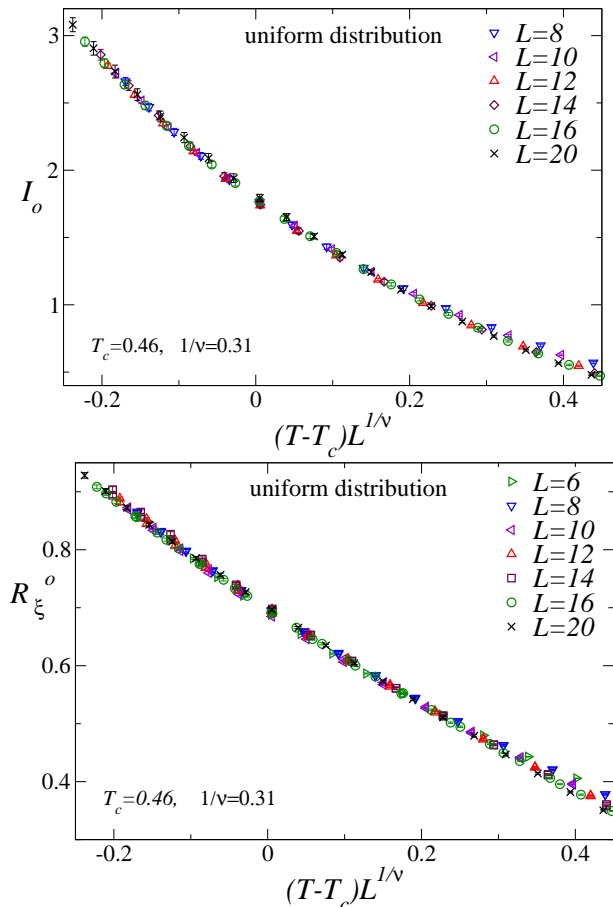 3
uniform distribution
L=8
L=10
L=12
L=14
L=16
L=20
2
I_o
1
T_c=0.46, 1/ν=0.31
-0.2 0 0.2 0.4
(T-T_c)L^{1/ν}
uniform distribution
L=6
L=8
L=10
L=12
L=14
L=16
L=20
0.8
R_ξ^o
0.6
0.4
T_c=0.46, 1/ν=0.31
-0.2 0 0.2 0.4
(T-T_c)L^{1/ν}